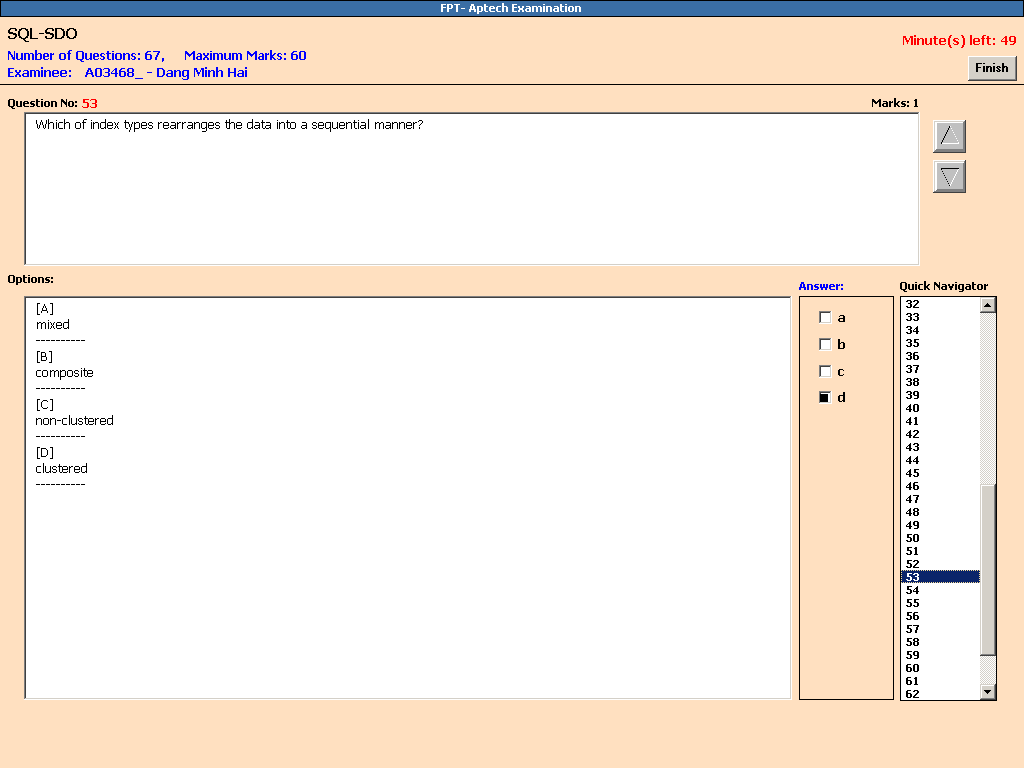 FPT- Aptech Examination
SQL-SDO
Minute(s) left: 49
Number of Questions: 67, Maximum Marks: 60
Examinee: A03468_ - Dang Minh Hai
Finish
Question No: 53
Marks: 1
Which of index types rearranges the data into a sequential manner?
Options:
[A]
mixed
----------
[B]
composite
----------
[C]
non-clustered
----------
[D]
clustered
----------
Answer:
a
b
c
d
Quick Navigator
32
33
34
35
36
37
38
39
40
41
42
43
44
45
46
47
48
49
50
51
52
53
54
55
56
57
58
59
60
61
62